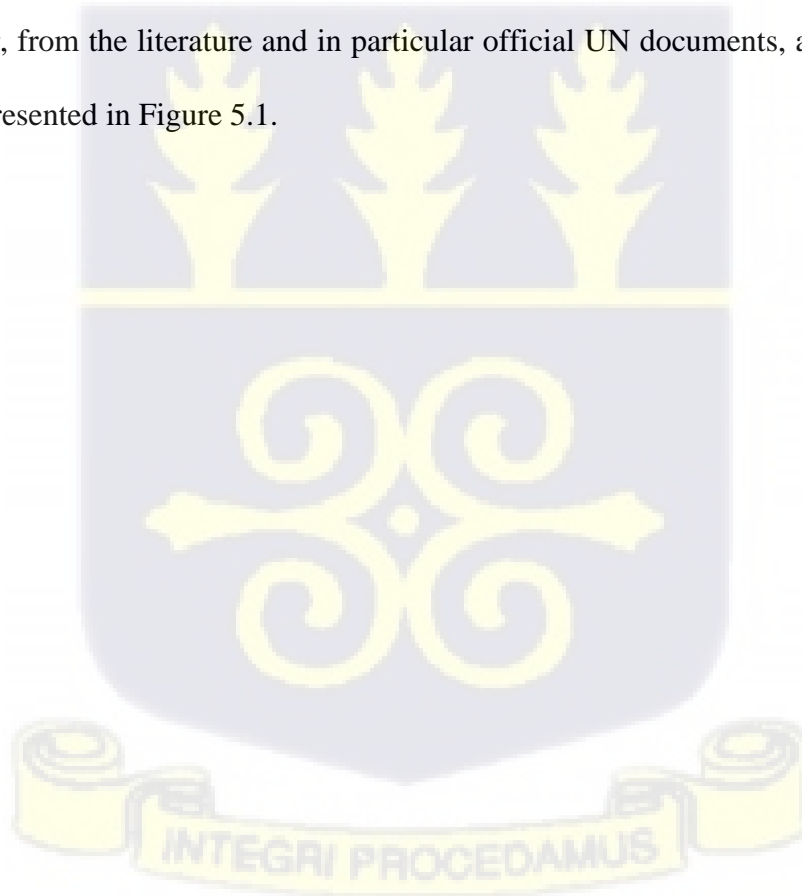 , from the literature and in particular official UN documents, a
resented in Figure 5.1.
INTEGRI PROCEDAMUS